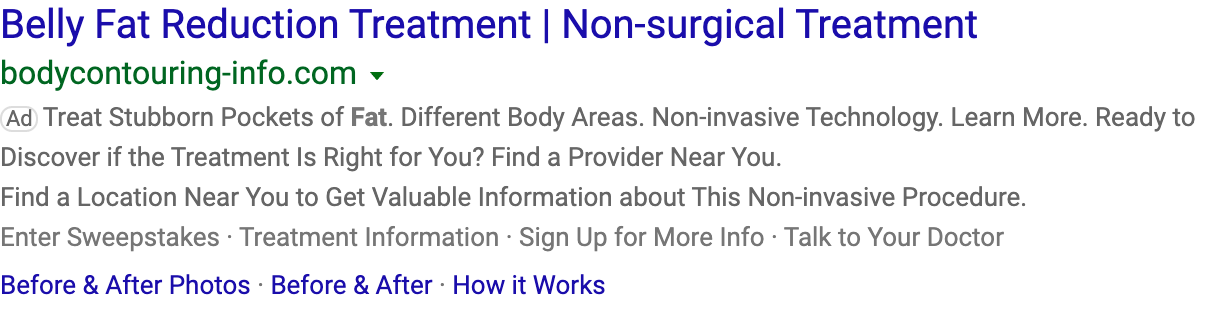 Belly Fat Reduction Treatment | Non-surgical Treatment
bodycontouring-info.com
Ad Treat Stubborn Pockets of Fat. Different Body Areas. Non-invasive Technology. Learn More. Ready to
Discover if the Treatment Is Right for You? Find a Provider Near You.
Find a Location Near You to Get Valuable Information about This Non-invasive Procedure.
Enter Sweepstakes · Treatment Information · Sign Up for More Info · Talk to Your Doctor
Before & After Photos · Before & After · How it Works